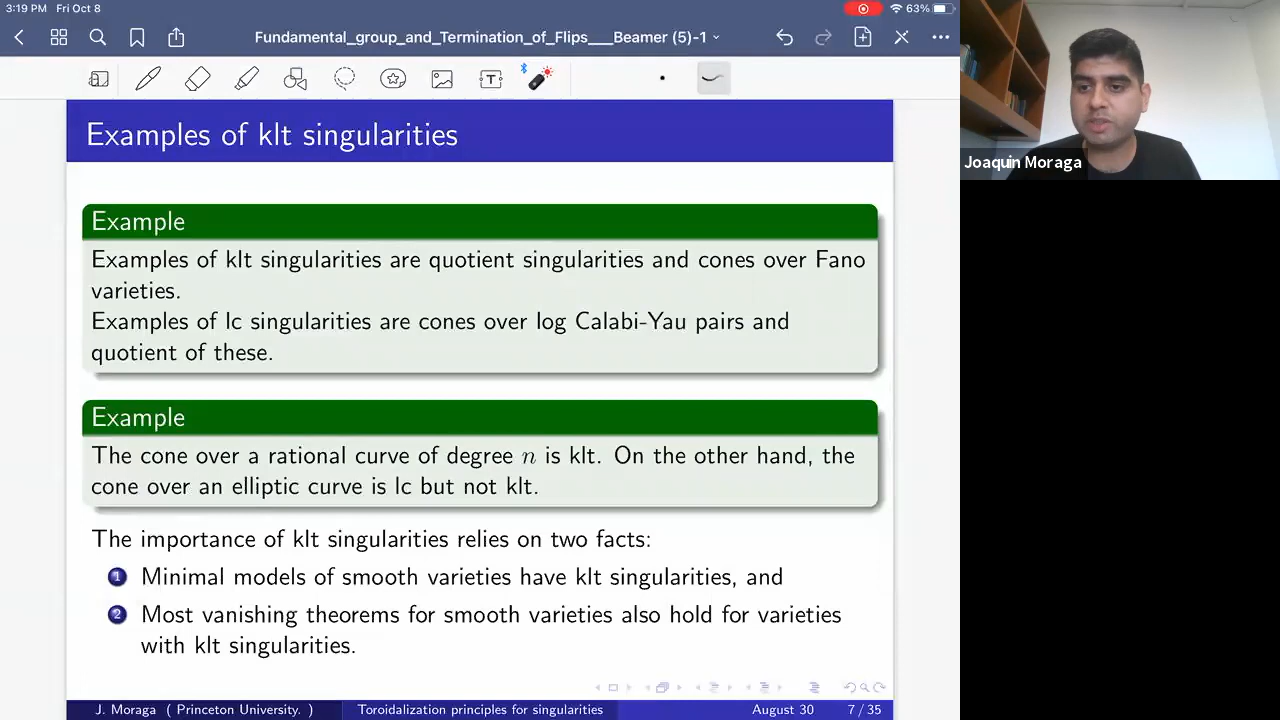 3:19 PM Fri Oct 8
63%
Fundamental_group_and_Termination_of_Flips___Beamer (5)-1
T
Examples of klt singularities
Example
Examples of klt singularities are quotient singularities and cones over Fano
varieties.
Examples of lc singularities are cones over log Calabi-Yau pairs and
quotient of these.
Example
The cone over a rational curve of degree n is klt. On the other hand, the
cone over an elliptic curve is lc but not klt.
The importance of klt singularities relies on two facts:
1 Minimal models of smooth varieties have klt singularities, and
2 Most vanishing theorems for smooth varieties also hold for varieties
with klt singularities.
J. Moraga ( Princeton University. ) Toroidalization principles for singularities August 30 7 / 35
Joaquin Moraga